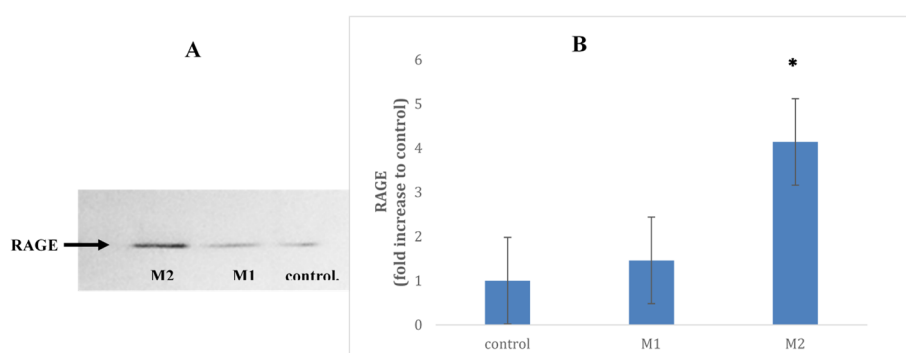 A
RAGE
M2 M1 control.
B
6
5
4
3
2
1
0
RAGE
(fold increase to control)
*
control M1 M2